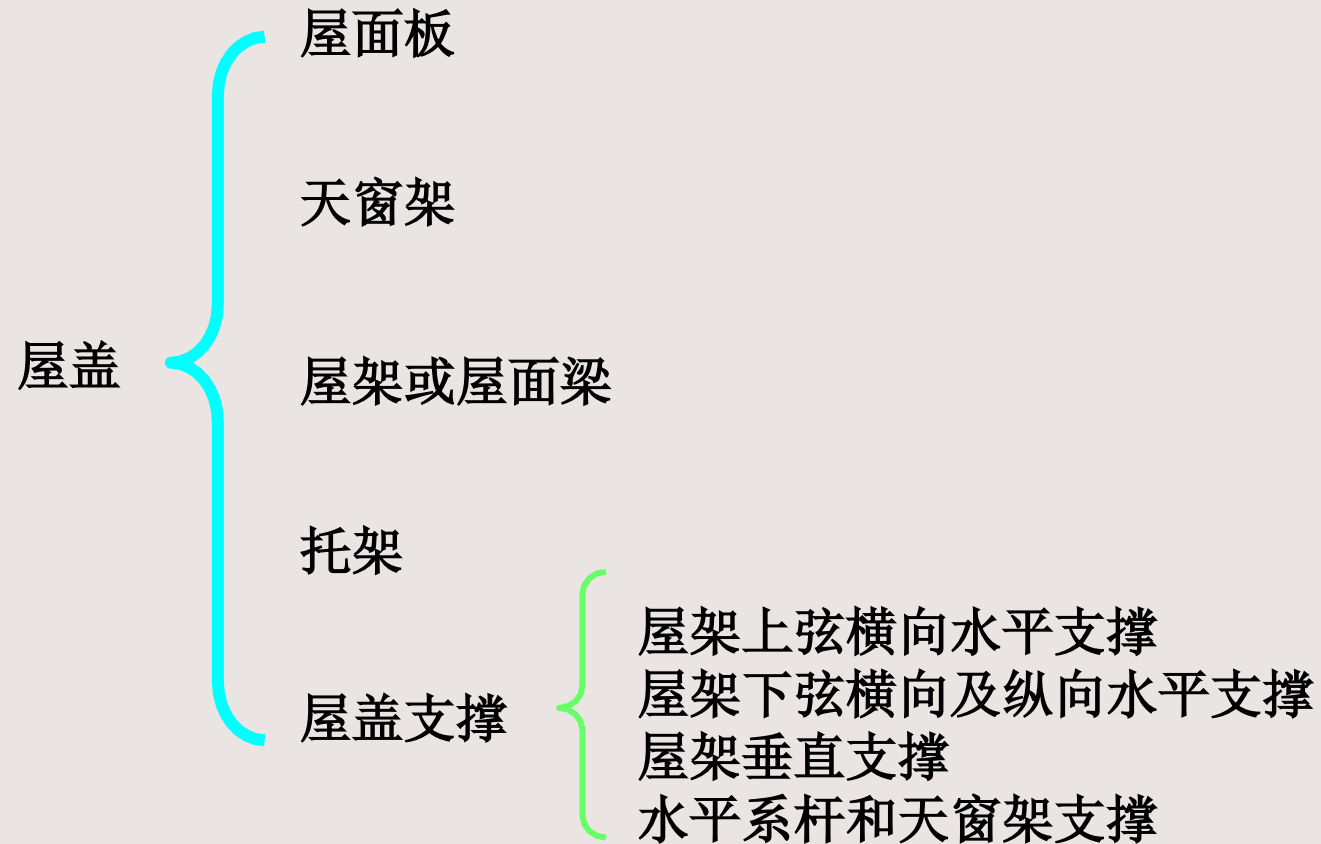 屋面板
天窗架
屋盖
屋架或屋面梁
托架
屋盖支撑
屋架上弦横向水平支撑
屋架下弦横向及纵向水平支撑
屋架垂直支撑
水平系杆和天窗架支撑